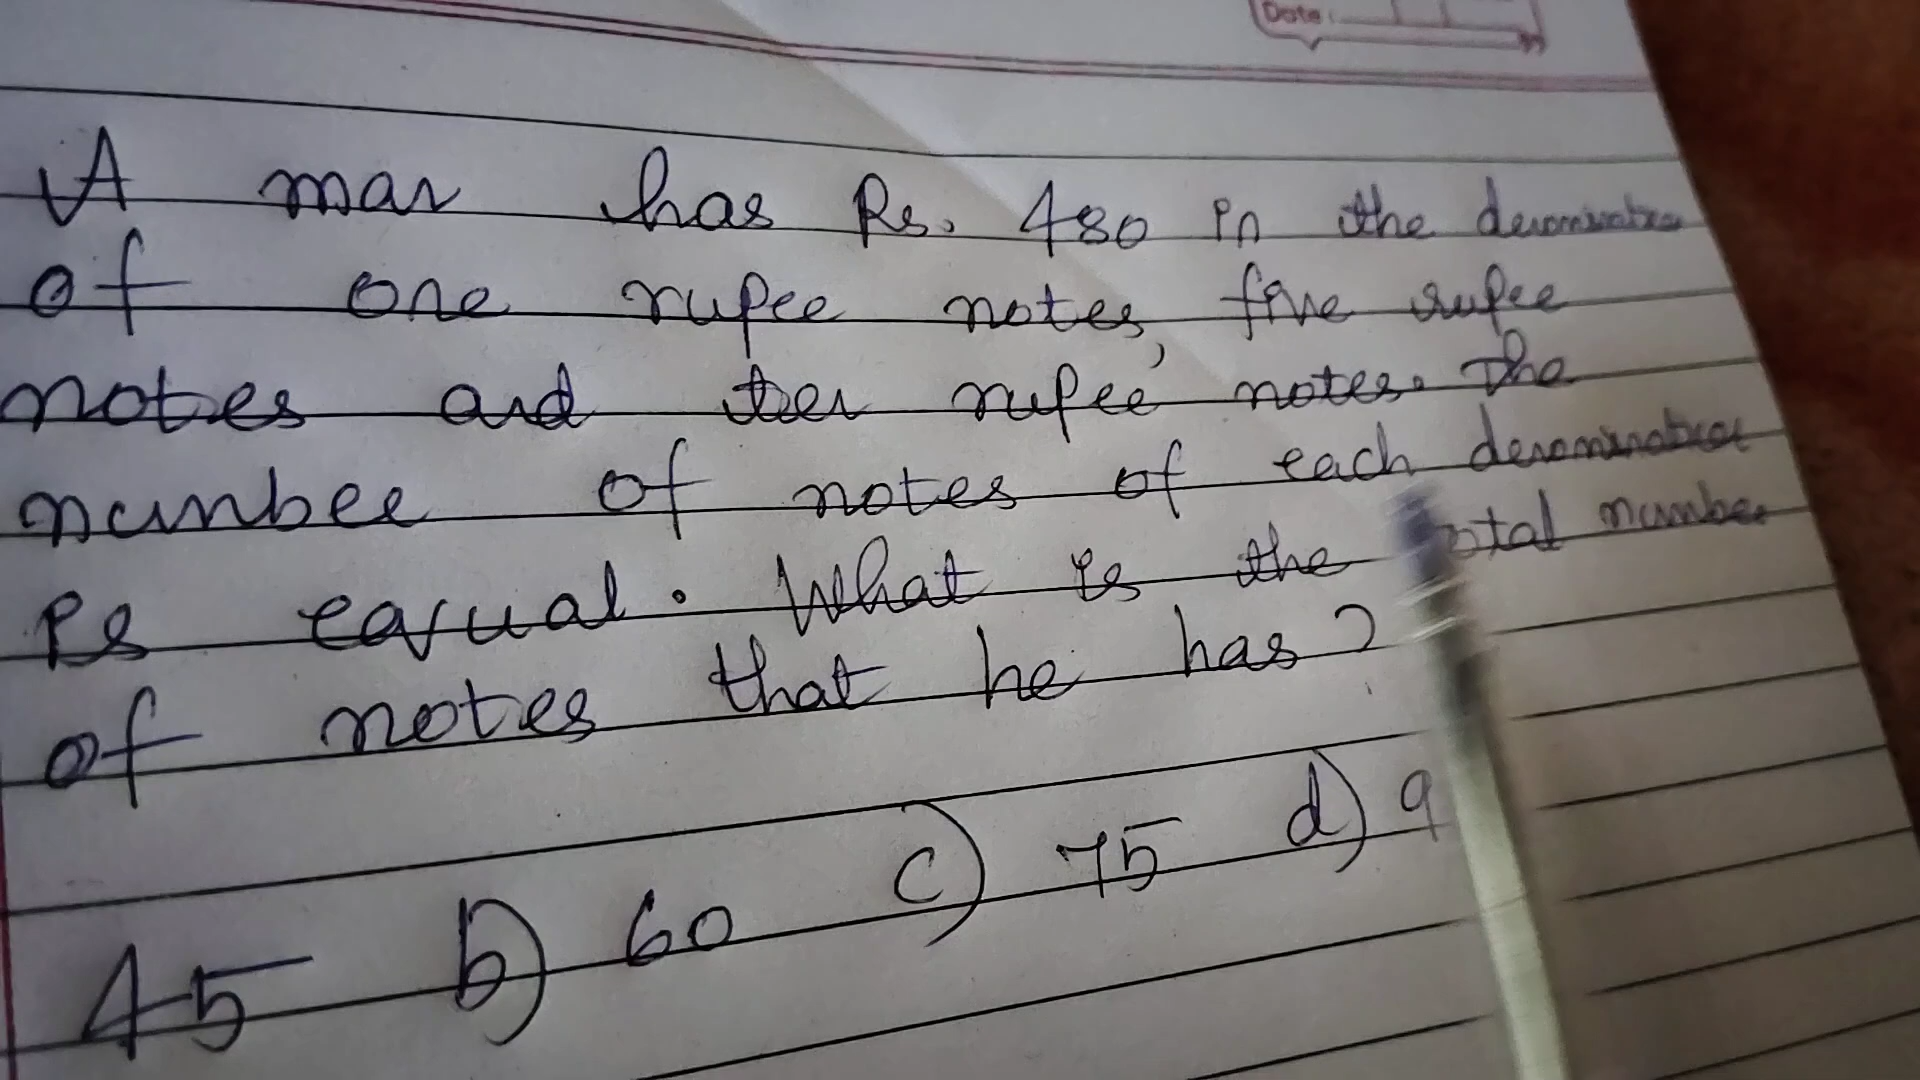 Date:
A man has Rs. 480 in the denomination
of one rupee notes, five rupee
notes and ten rupee notes. The
number of notes of each denomination
is equal. What is the total number
of notes that he has?
45 b) 60 c) 75 d) 9